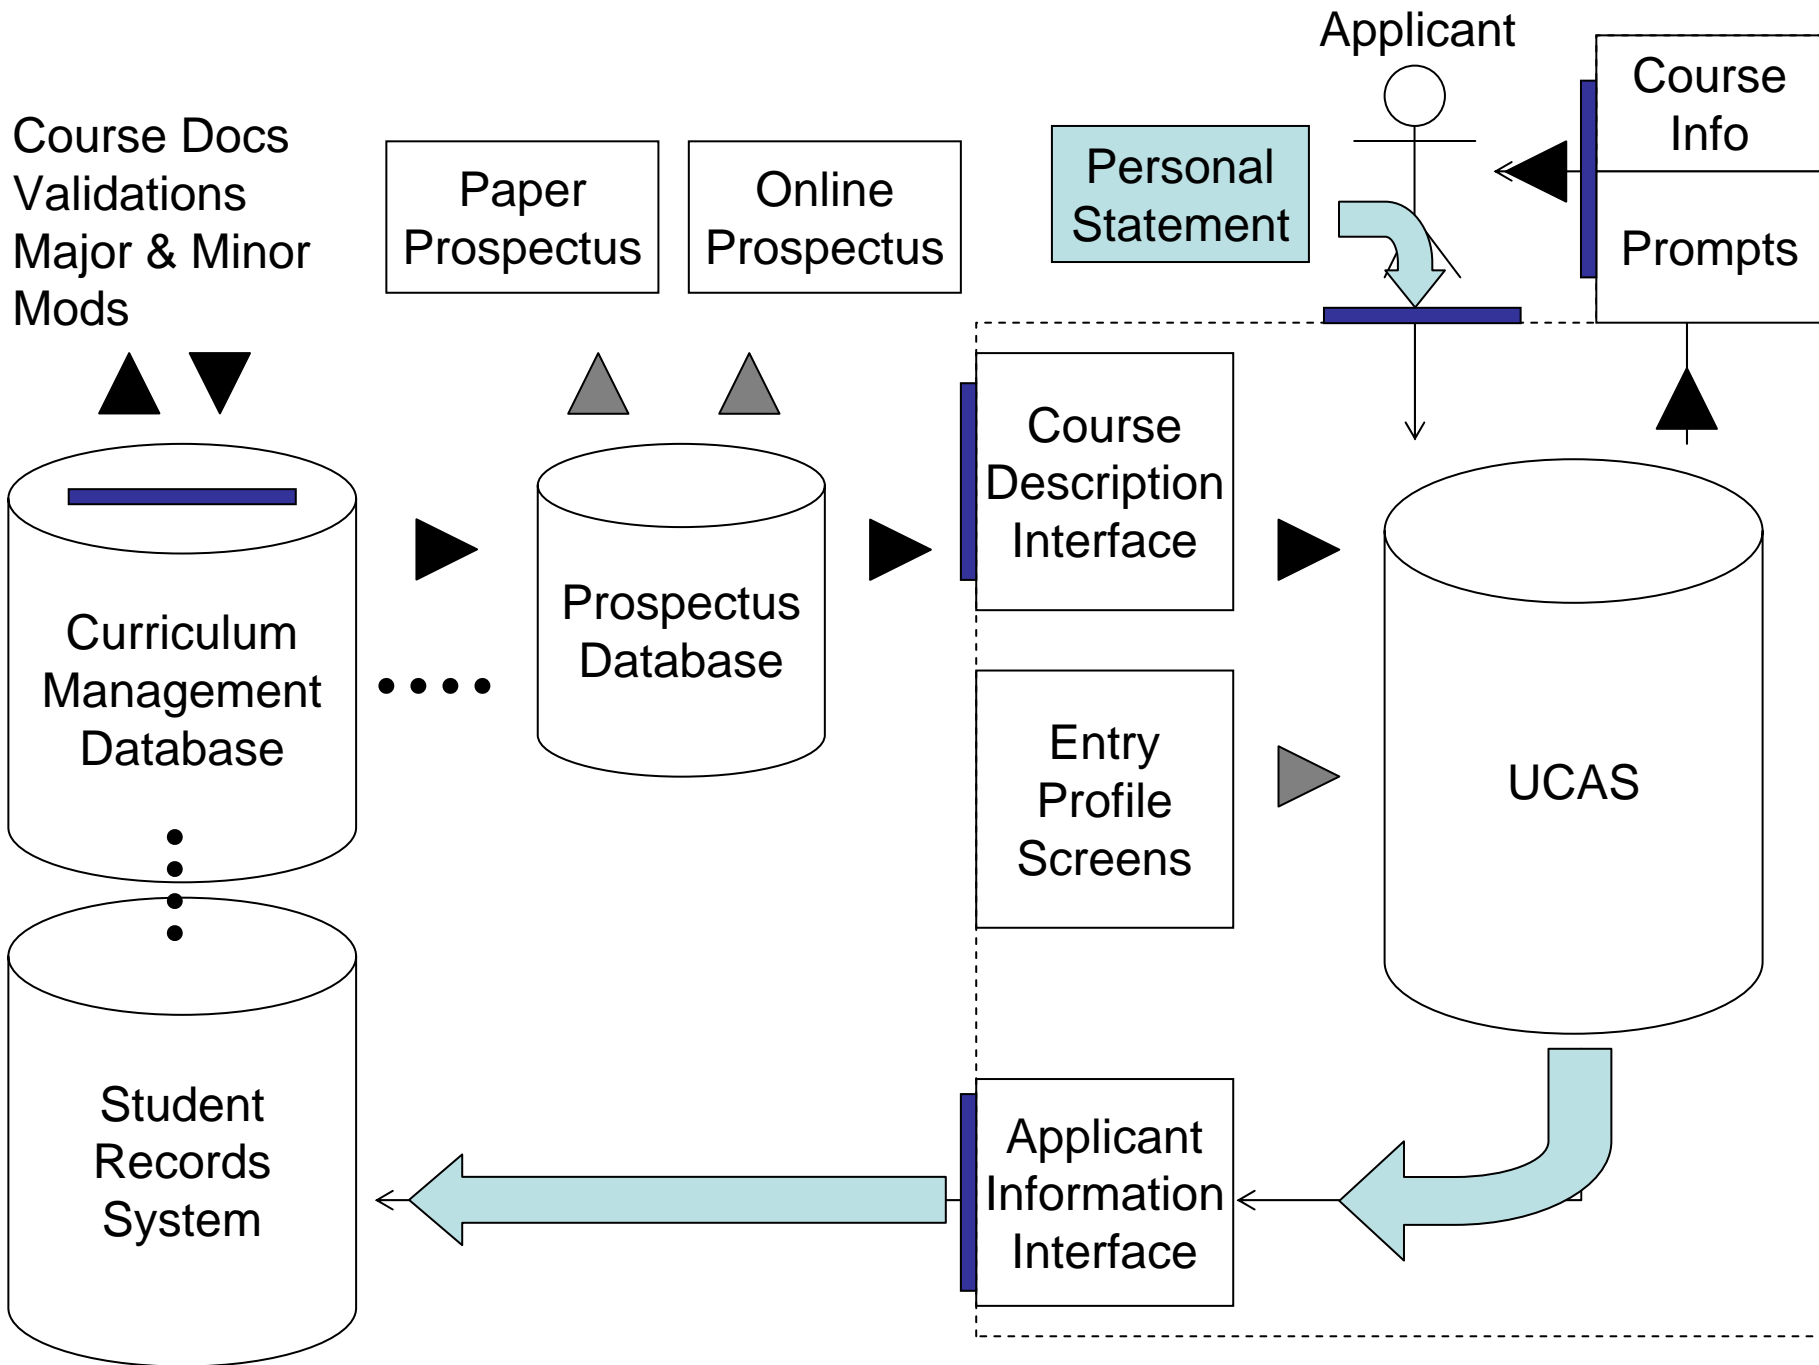 Applicant
Course
Info
Prompts
Personal
Statement
Course Docs
Validations
Major & Minor
Mods
Paper
Prospectus
Online
Prospectus
Course
Description
Interface
Curriculum
Management
Database
Prospectus
Database
Entry
Profile
Screens
UCAS
Student
Records
System
Applicant
Information
Interface